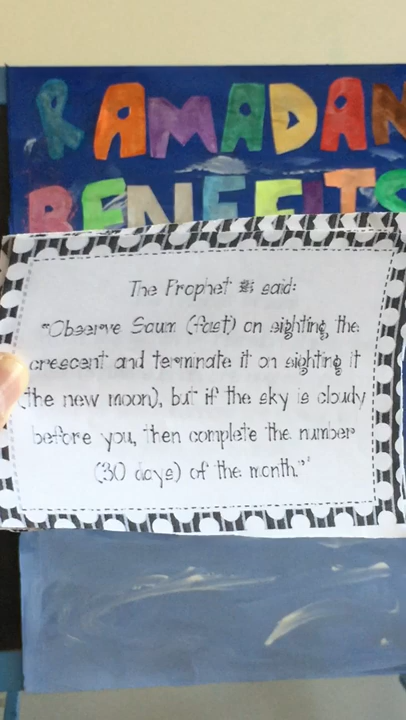 RAMADAN
BENEFITS
The Prophet ﷺ said:
"Observe Saum (fast) on sighting the
crescent and terminate it on sighting it
(the new moon), but if the sky is cloudy
before you, then complete the number
(30 days) of the month."